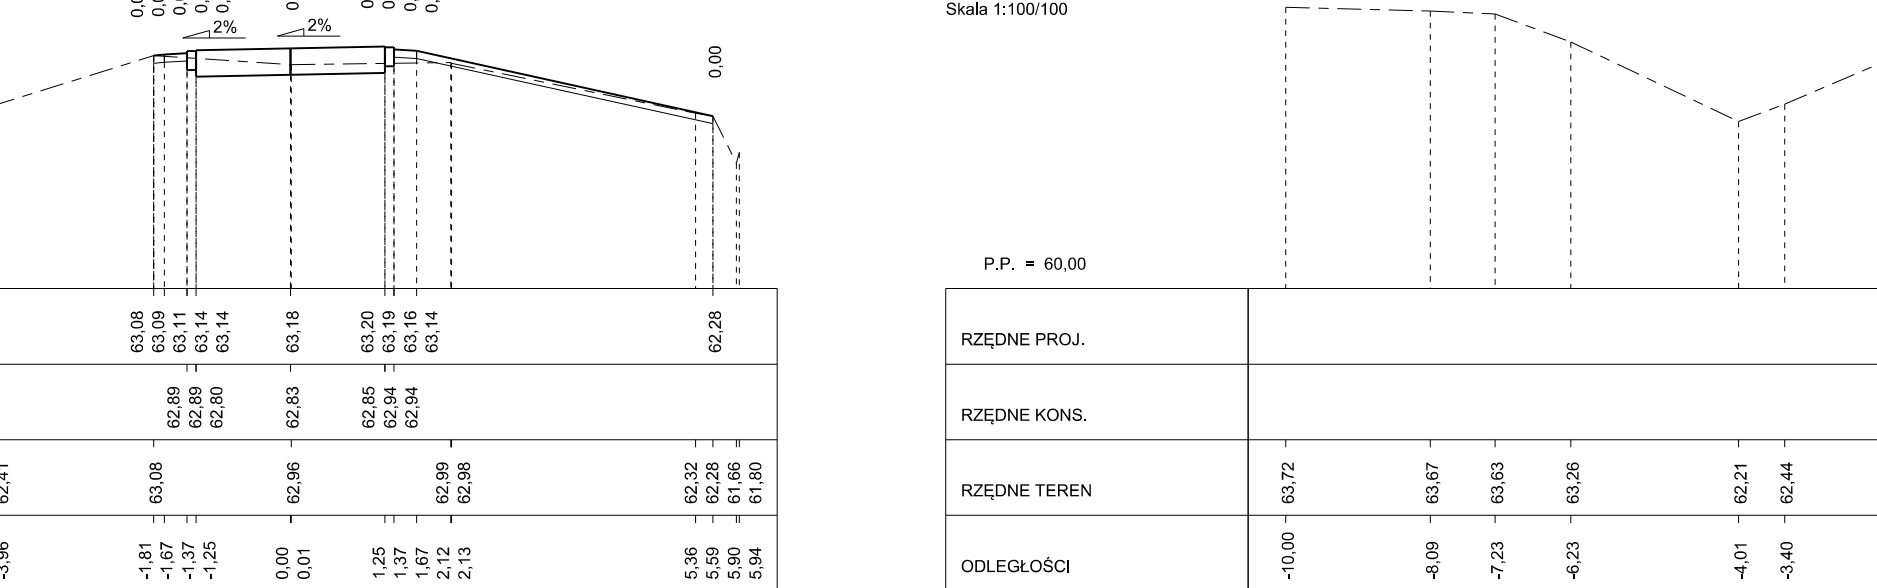 2%
2%
0,00
63,08 63,09 63,11 63,14 63,14 63,18 63,20 63,19 63,16 63,14 62,28
62,89 62,89 62,80 62,83 62,85 62,94 62,94
62,41 63,08 62,96 62,99 62,98 62,32 62,28 61,66 61,80
-3,96 -1,81 -1,67 -1,37 -1,25 0,00 0,01 1,25 1,37 1,67 2,12 2,13 5,36 5,59 5,90 5,94
Skala 1:100/100
P.P. = 60,00
RZĘDNE PROJ.
RZĘDNE KONS.
RZĘDNE TEREN 63,72 63,67 63,63 63,26 62,21 62,44
ODLEGŁOŚCI -10,00 -8,09 -7,23 -6,23 -4,01 -3,40